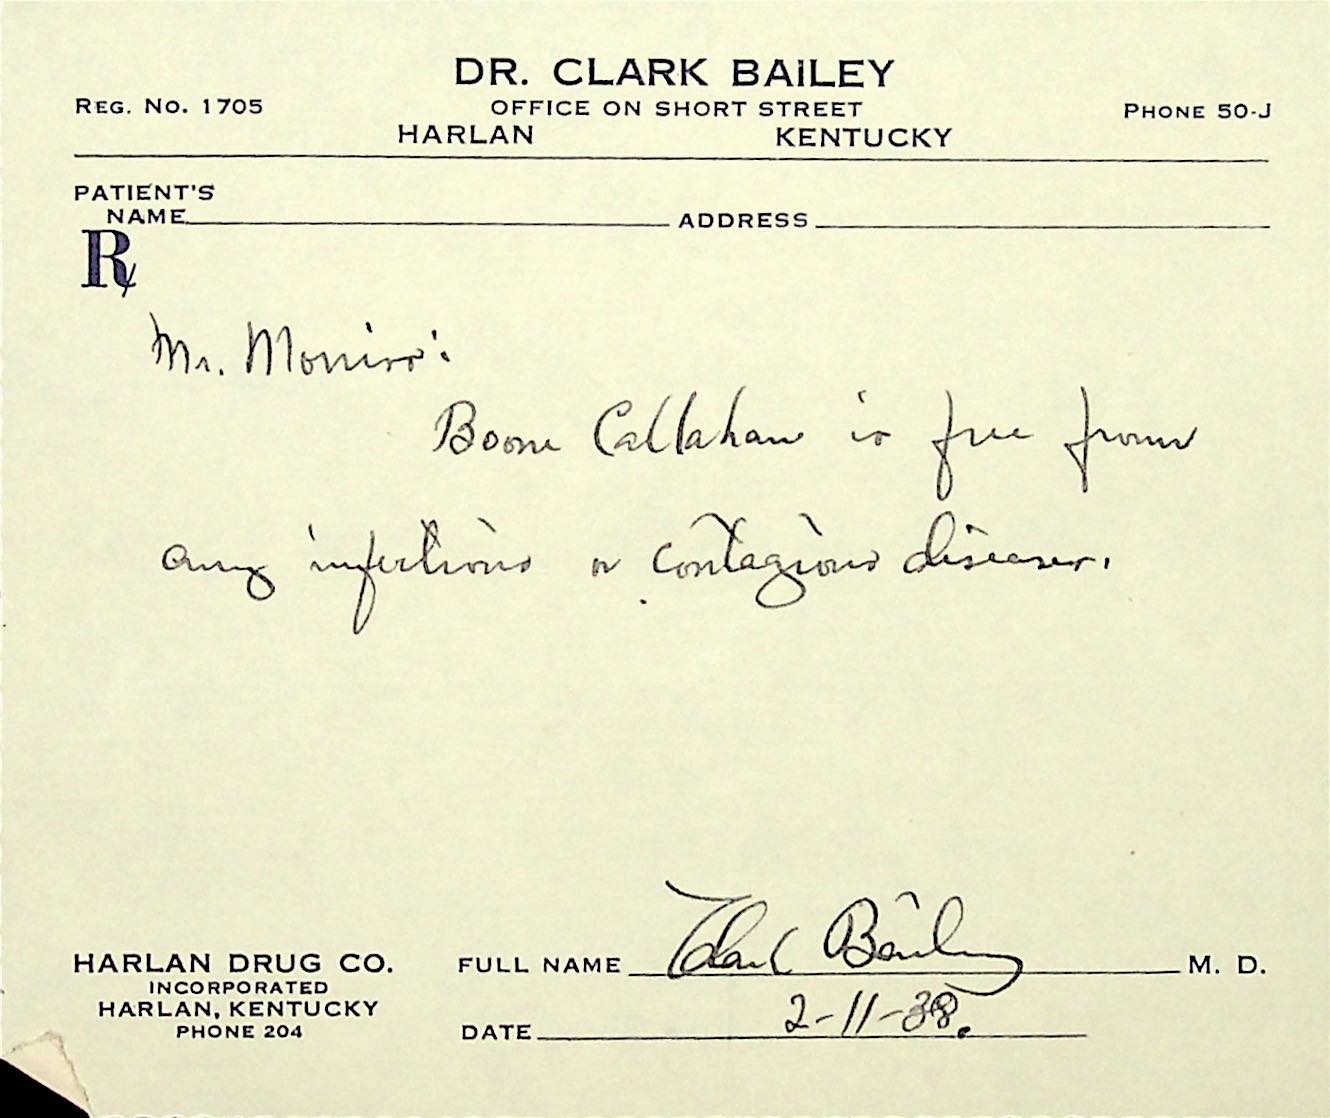 DR. CLARK BAILEY
REG. NO. 1705 OFFICE ON SHORT STREET PHONE 50-J
HARLAN KENTUCKY
PATIENT'S
NAME ADDRESS
Rx
Mr. Morris:
Boone Callahan is free from
any infectious or contagious diseases.
HARLAN DRUG CO.
INCORPORATED
HARLAN, KENTUCKY
PHONE 204
FULL NAME Clark Bailey M. D.
DATE 2-11-38.